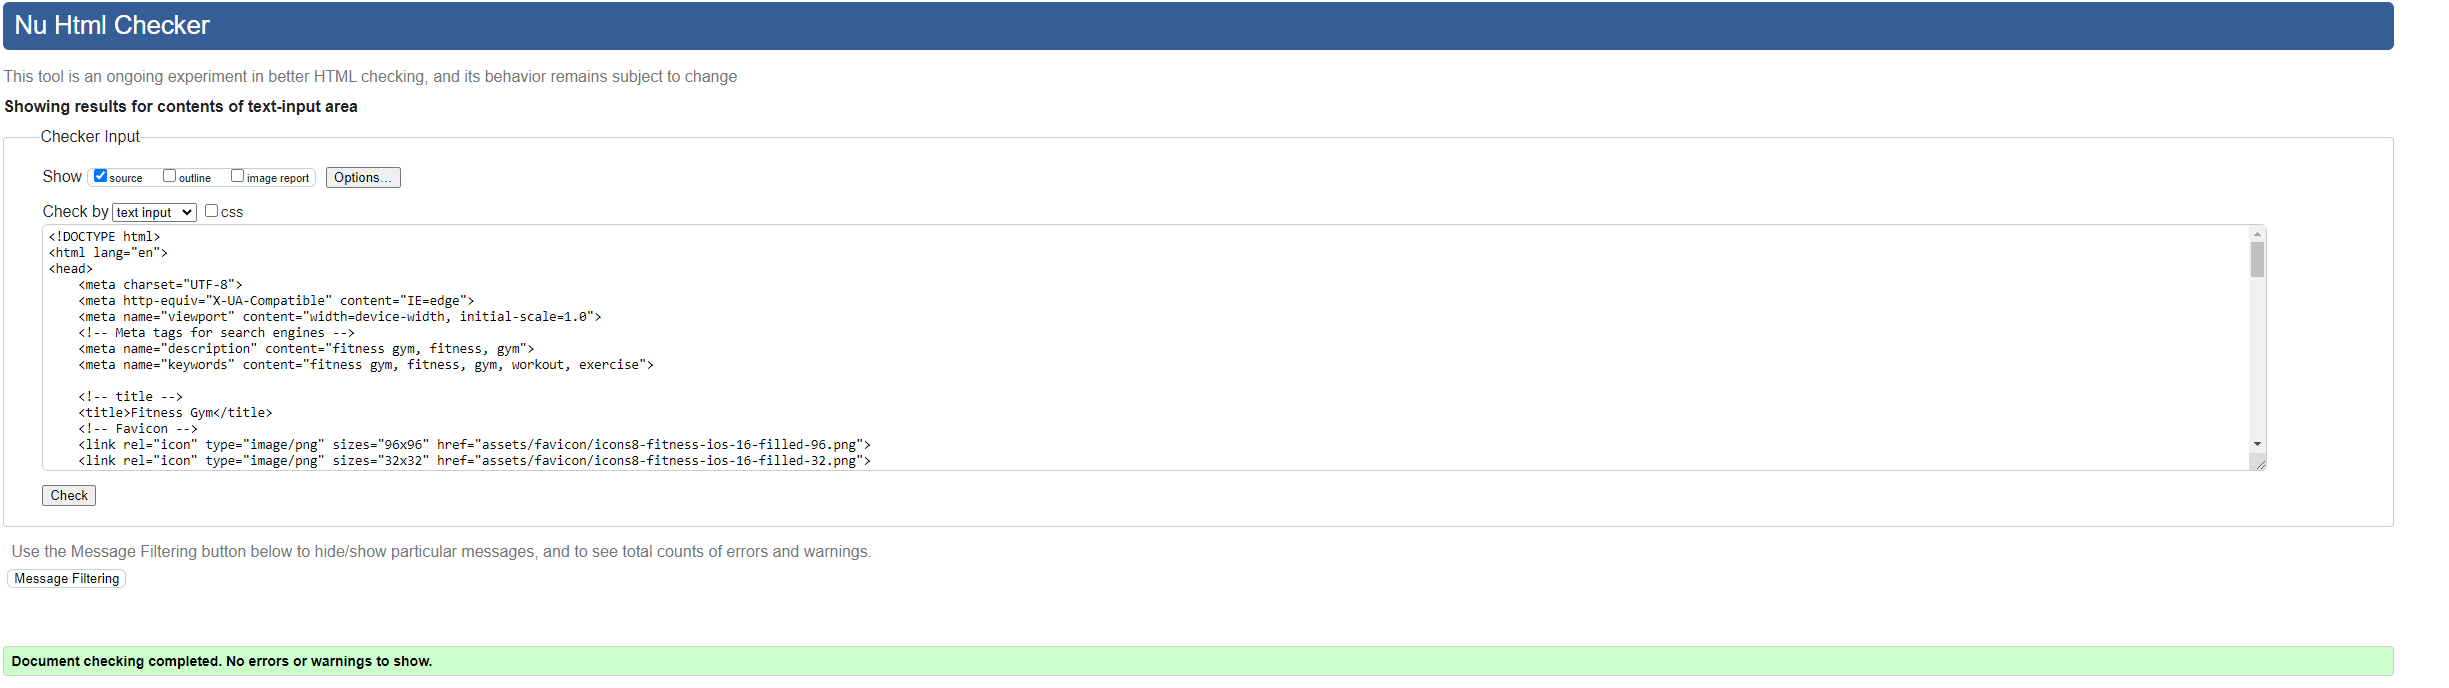 Nu Html Checker
This tool is an ongoing experiment in better HTML checking, and its behavior remains subject to change
Showing results for contents of text-input area
Checker Input
Show source outline image report Options...
Check by text input css
<!DOCTYPE html>
<html lang="en">
<head>
    <meta charset="UTF-8">
    <meta http-equiv="X-UA-Compatible" content="IE=edge">
    <meta name="viewport" content="width=device-width, initial-scale=1.0">
    <!-- Meta tags for search engines -->
    <meta name="description" content="fitness gym, fitness, gym">
    <meta name="keywords" content="fitness gym, fitness, gym, workout, exercise">
    <!-- title -->
    <title>Fitness Gym</title>
    <!-- Favicon -->
    <link rel="icon" type="image/png" sizes="96x96" href="assets/favicon/icons8-fitness-ios-16-filled-96.png">
    <link rel="icon" type="image/png" sizes="32x32" href="assets/favicon/icons8-fitness-ios-16-filled-32.png">
Check
Use the Message Filtering button below to hide/show particular messages, and to see total counts of errors and warnings.
Message Filtering
Document checking completed. No errors or warnings to show.